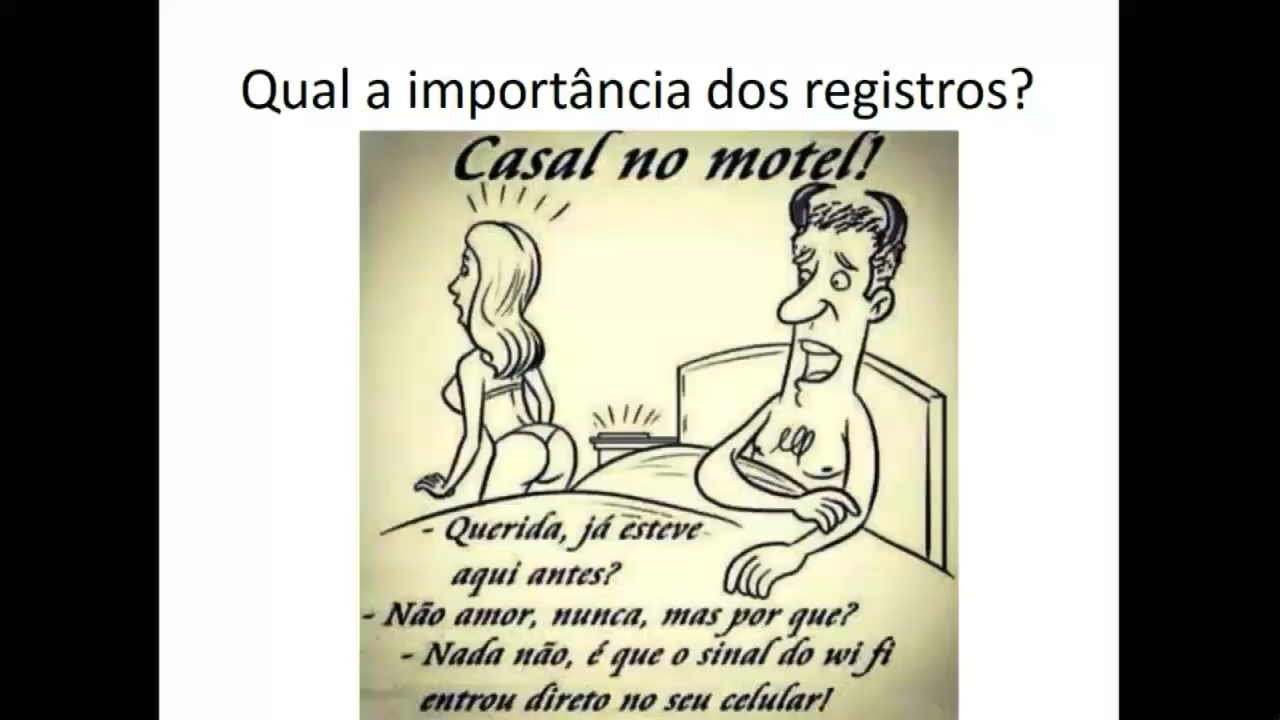 Qual a importância dos registros?
Casal no motel!
- Querida, já esteve
aqui antes?
- Não amor, nunca, mas por que?
- Nada não, é que o sinal do wi fi
entrou direto no seu celular!